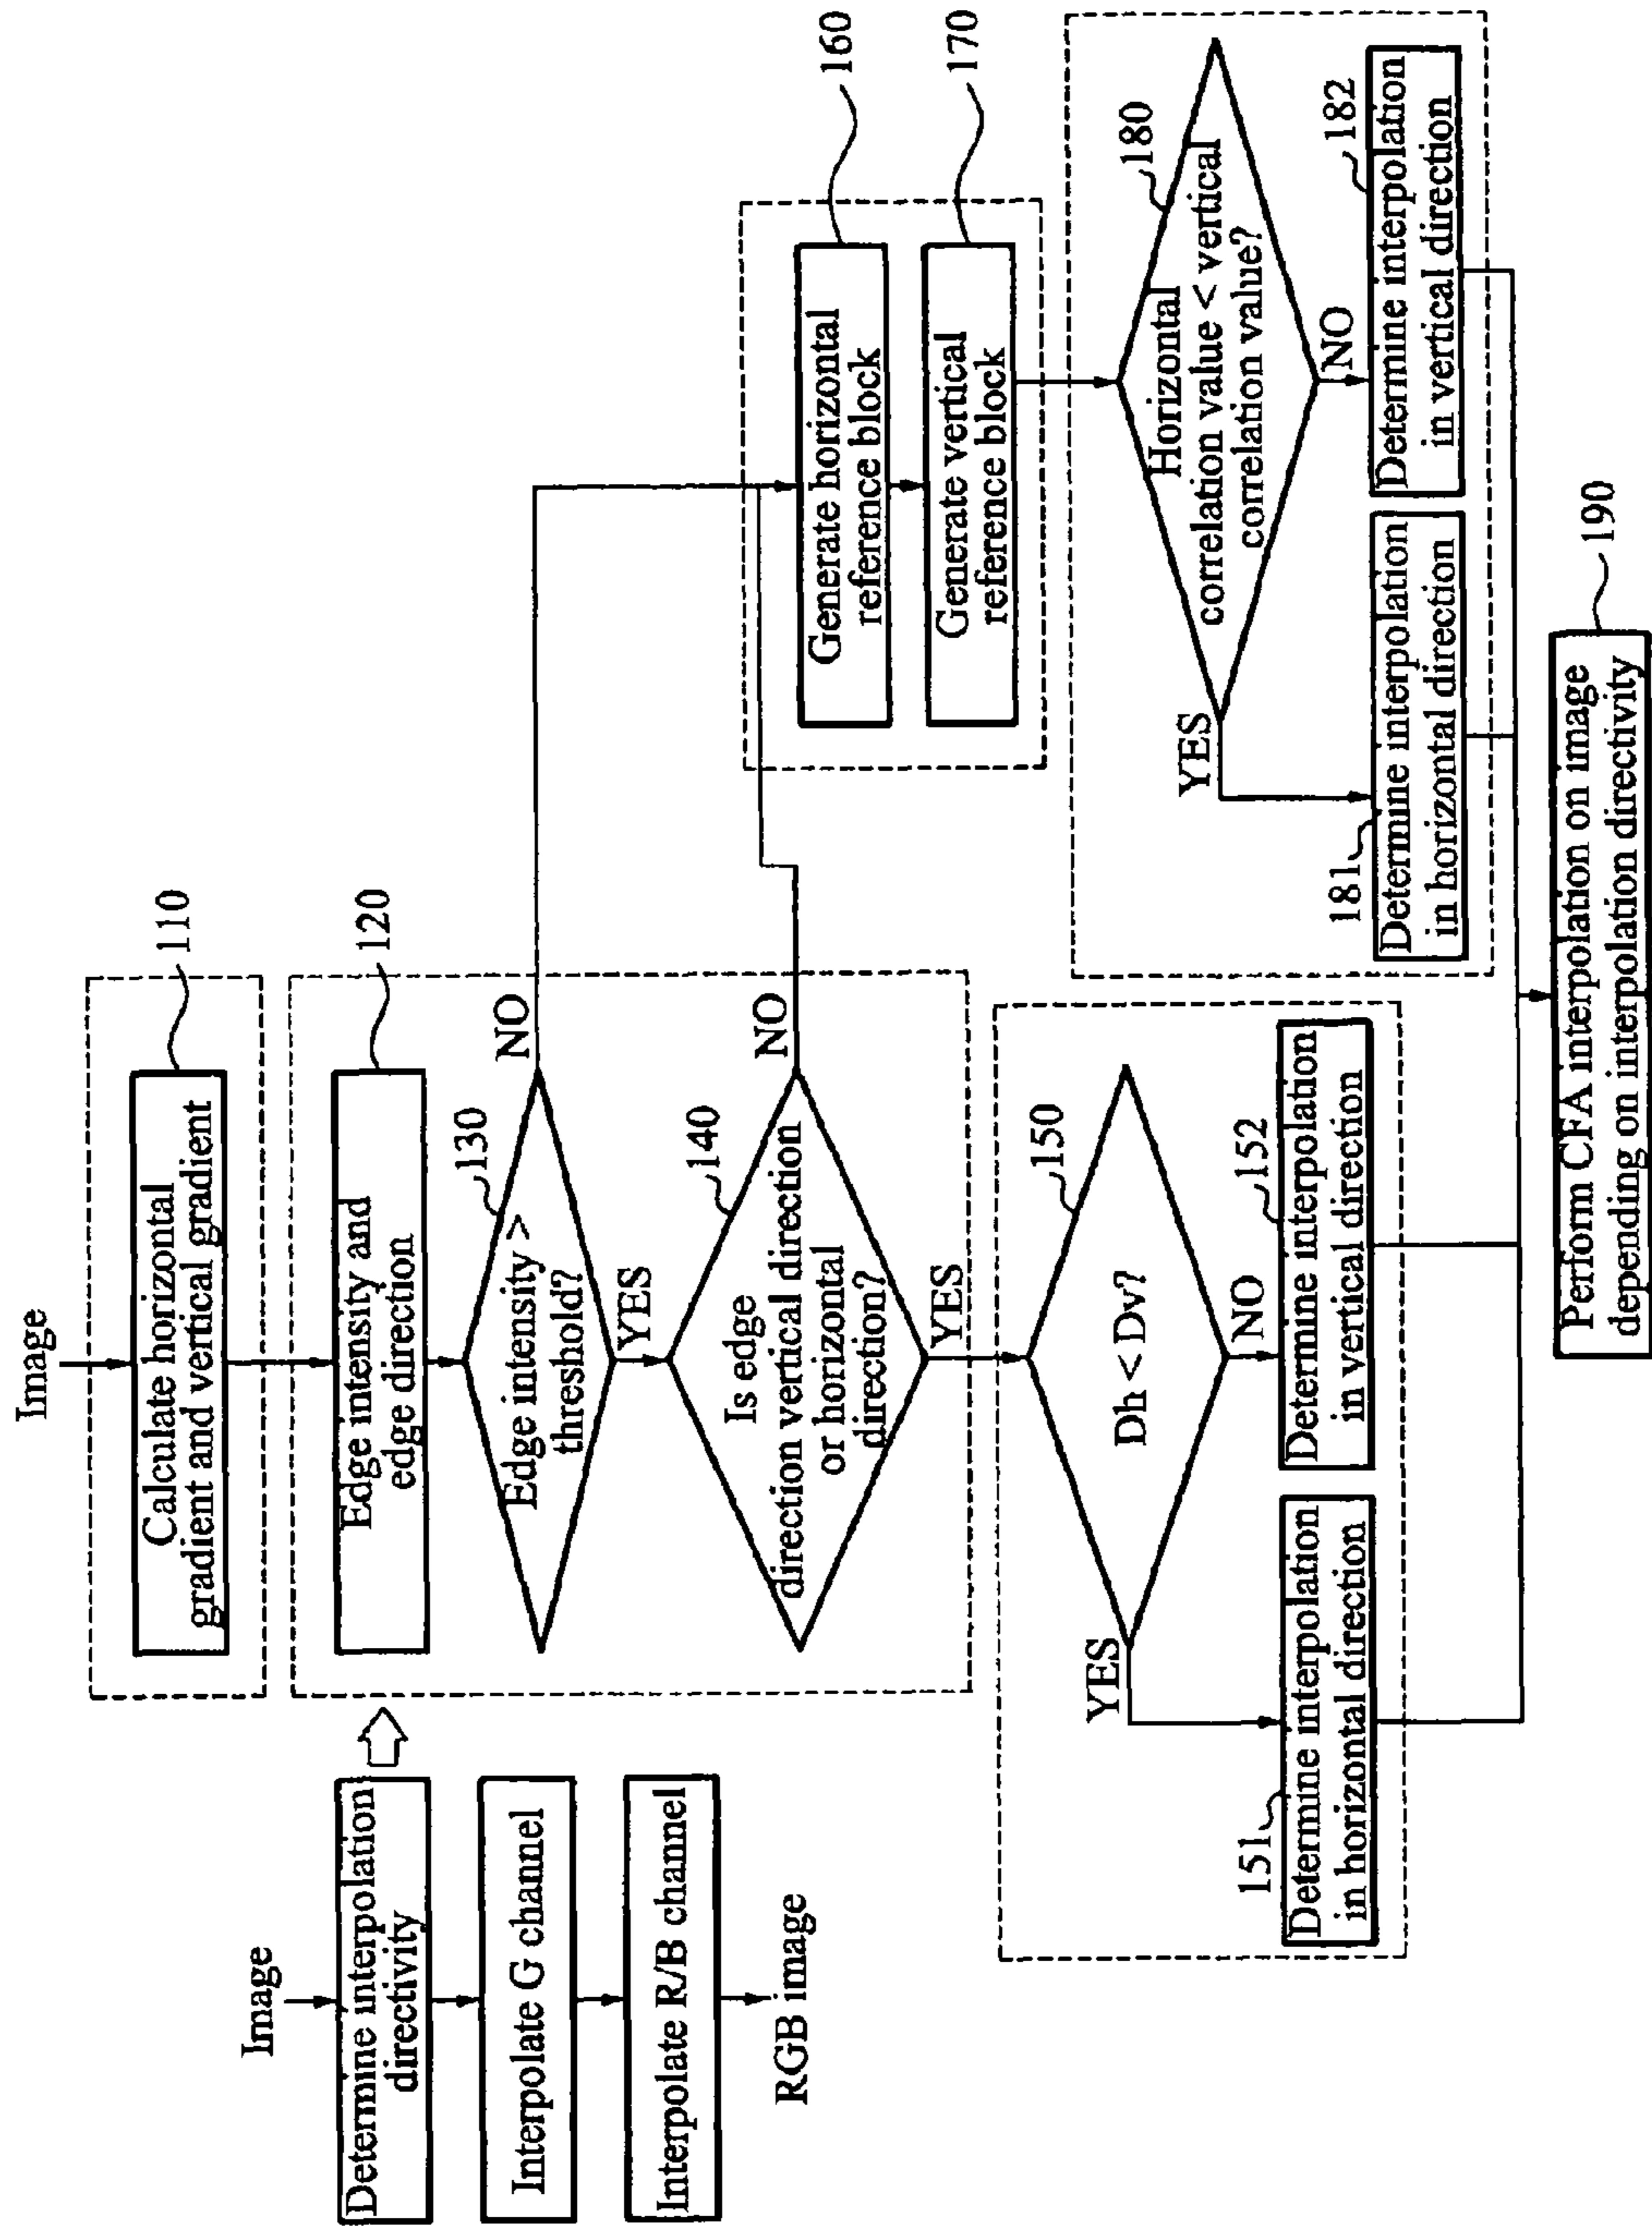 Image
Determine interpolation
directivity
Interpolate G channel
Interpolate R/B channel
RGB image
Image
Calculate horizontal
gradient and vertical gradient
110
Edge intensity and
edge direction
120
Edge intensity >
threshold?
130
NO
YES
Is edge
direction vertical direction
or horizontal
direction?
140
NO
YES
Dh < Dv?
150
YES
NO
151
Determine interpolation
in horizontal direction
152
Determine interpolation
in vertical direction
Generate horizontal
reference block
160
Generate vertical
reference block
170
Horizontal
correlation value < vertical
correlation value?
180
YES
NO
181
Determine interpolation
in horizontal direction
182
Determine interpolation
in vertical direction
Perform CFA interpolation on image
depending on interpolation directivity
190